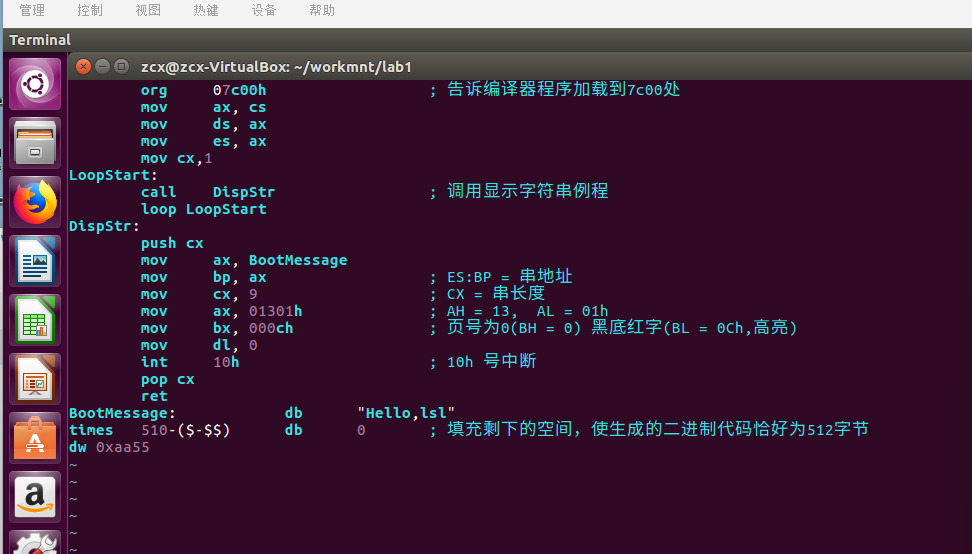 管理 控制 视图 热键 设备 帮助
Terminal
zcx@zcx-VirtualBox: ~/workmnt/lab1
org 07c00h ; 告诉编译器程序加载到7c00处
mov ax, cs
mov ds, ax
mov es, ax
mov cx,1
LoopStart:
call DispStr ; 调用显示字符串例程
loop LoopStart
DispStr:
push cx
mov ax, BootMessage
mov bp, ax ; ES:BP = 串地址
mov cx, 9 ; CX = 串长度
mov ax, 01301h ; AH = 13, AL = 01h
mov bx, 000ch ; 页号为0(BH = 0) 黑底红字(BL = 0Ch,高亮)
mov dl, 0
int 10h ; 10h 号中断
pop cx
ret
BootMessage: db "Hello,lsl"
times 510-($-$$) db 0 ; 填充剩下的空间，使生成的二进制代码恰好为512字节
dw 0xaa55
~
~
~
~
~
~